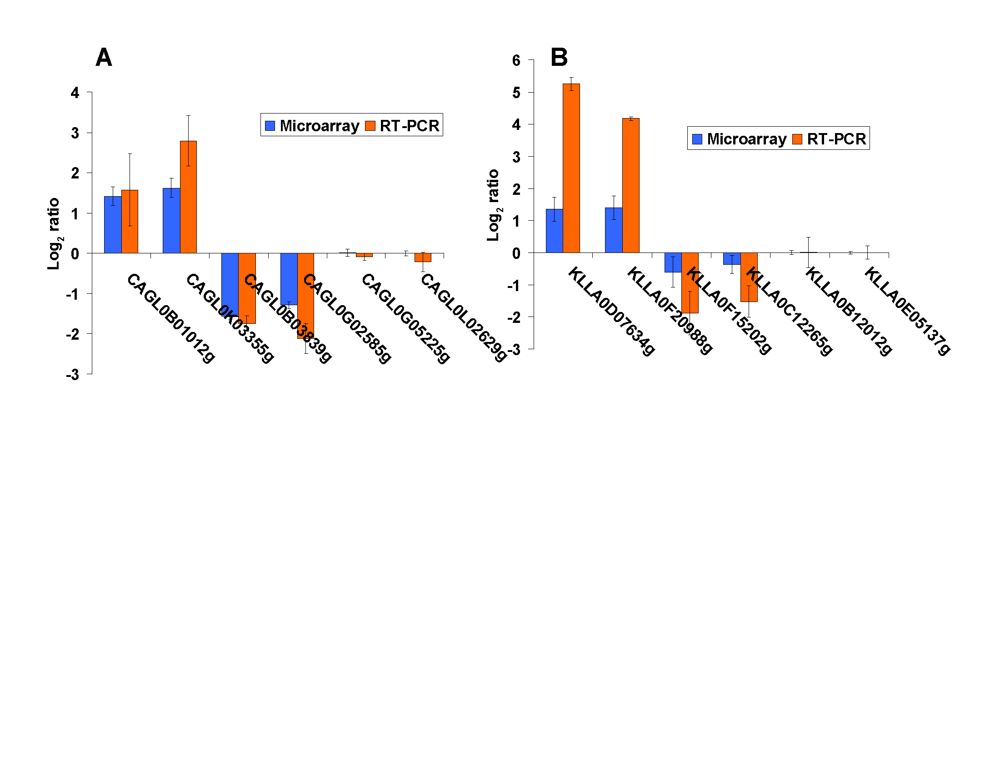 A
4
3
2
1
0
-1
-2
-3
Log2 ratio
Microarray RT-PCR
CAGL0B01012g
CAGL0K03355g
CAGL0B03839g
CAGL0G02585g
CAGL0G05225g
CAGL0L02629g
B
6
5
4
3
2
1
0
-1
-2
-3
Log2 ratio
Microarray RT-PCR
KLLA0D07634g
KLLA0F20988g
KLLA0F15202g
KLLA0C12265g
KLLA0B12012g
KLLA0E05137g